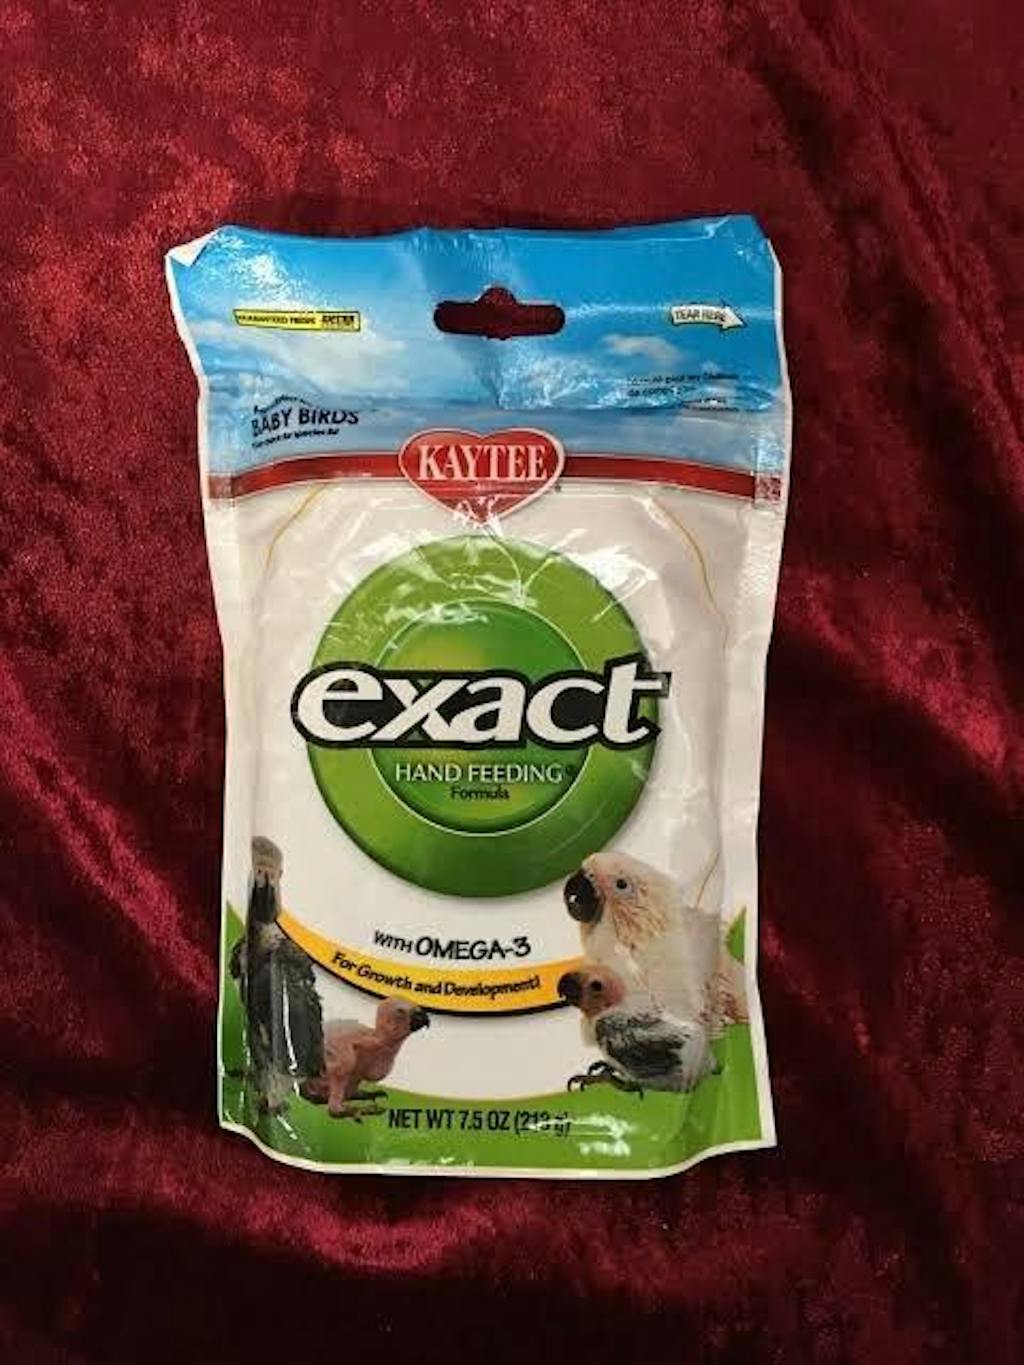 TEAR HERE
BABY BIRDS
KAYTEE
exact
HAND FEEDING
Formula
WITH OMEGA-3
For Growth and Development!
NET WT 7.5 OZ (213 g)